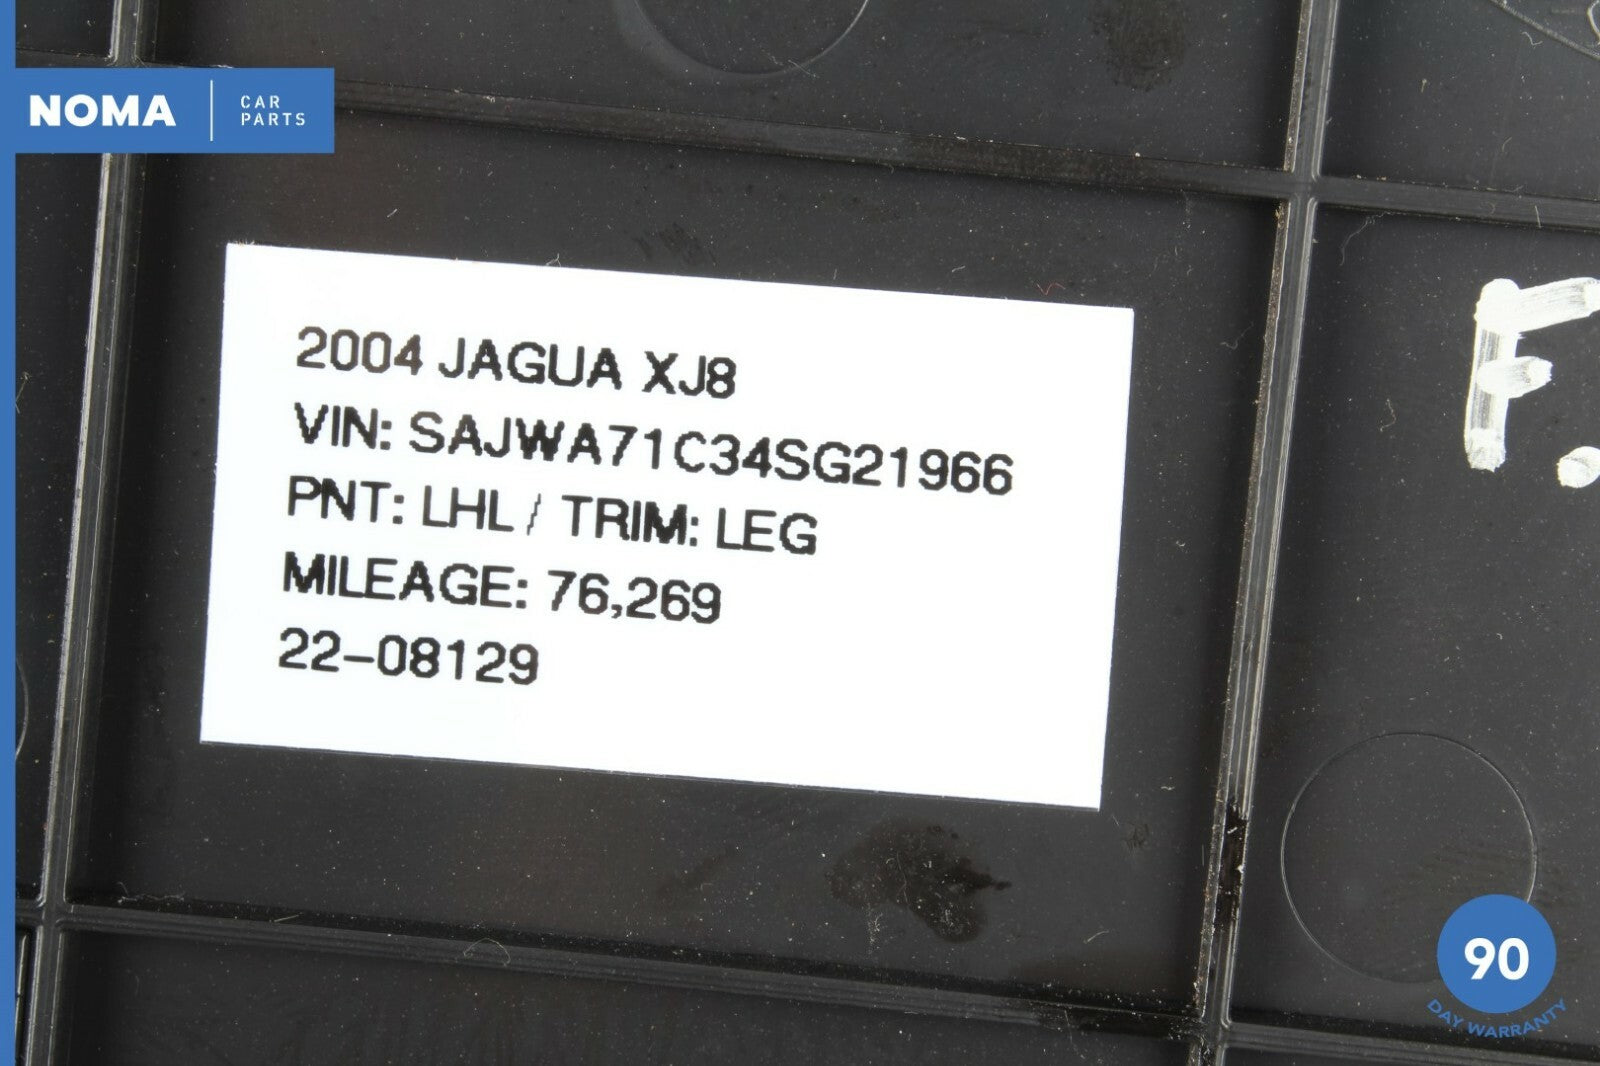 NOMA
CAR
PARTS
2004 JAGUA XJ8
VIN: SAJWA71C34SG21966
PNT: LHL / TRIM: LEG
MILEAGE: 76,269
22-08129
F.
90
DAY WARRANTY